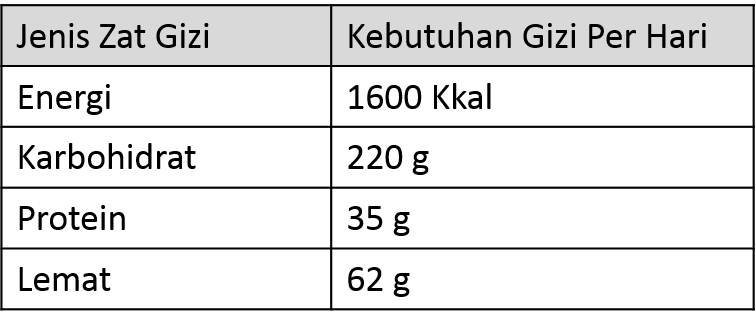 Jenis Zat Gizi Kebutuhan Gizi Per Hari
Energi 1600 Kkal
Karbohidrat 220 g
Protein 35 g
Lemat 62 g